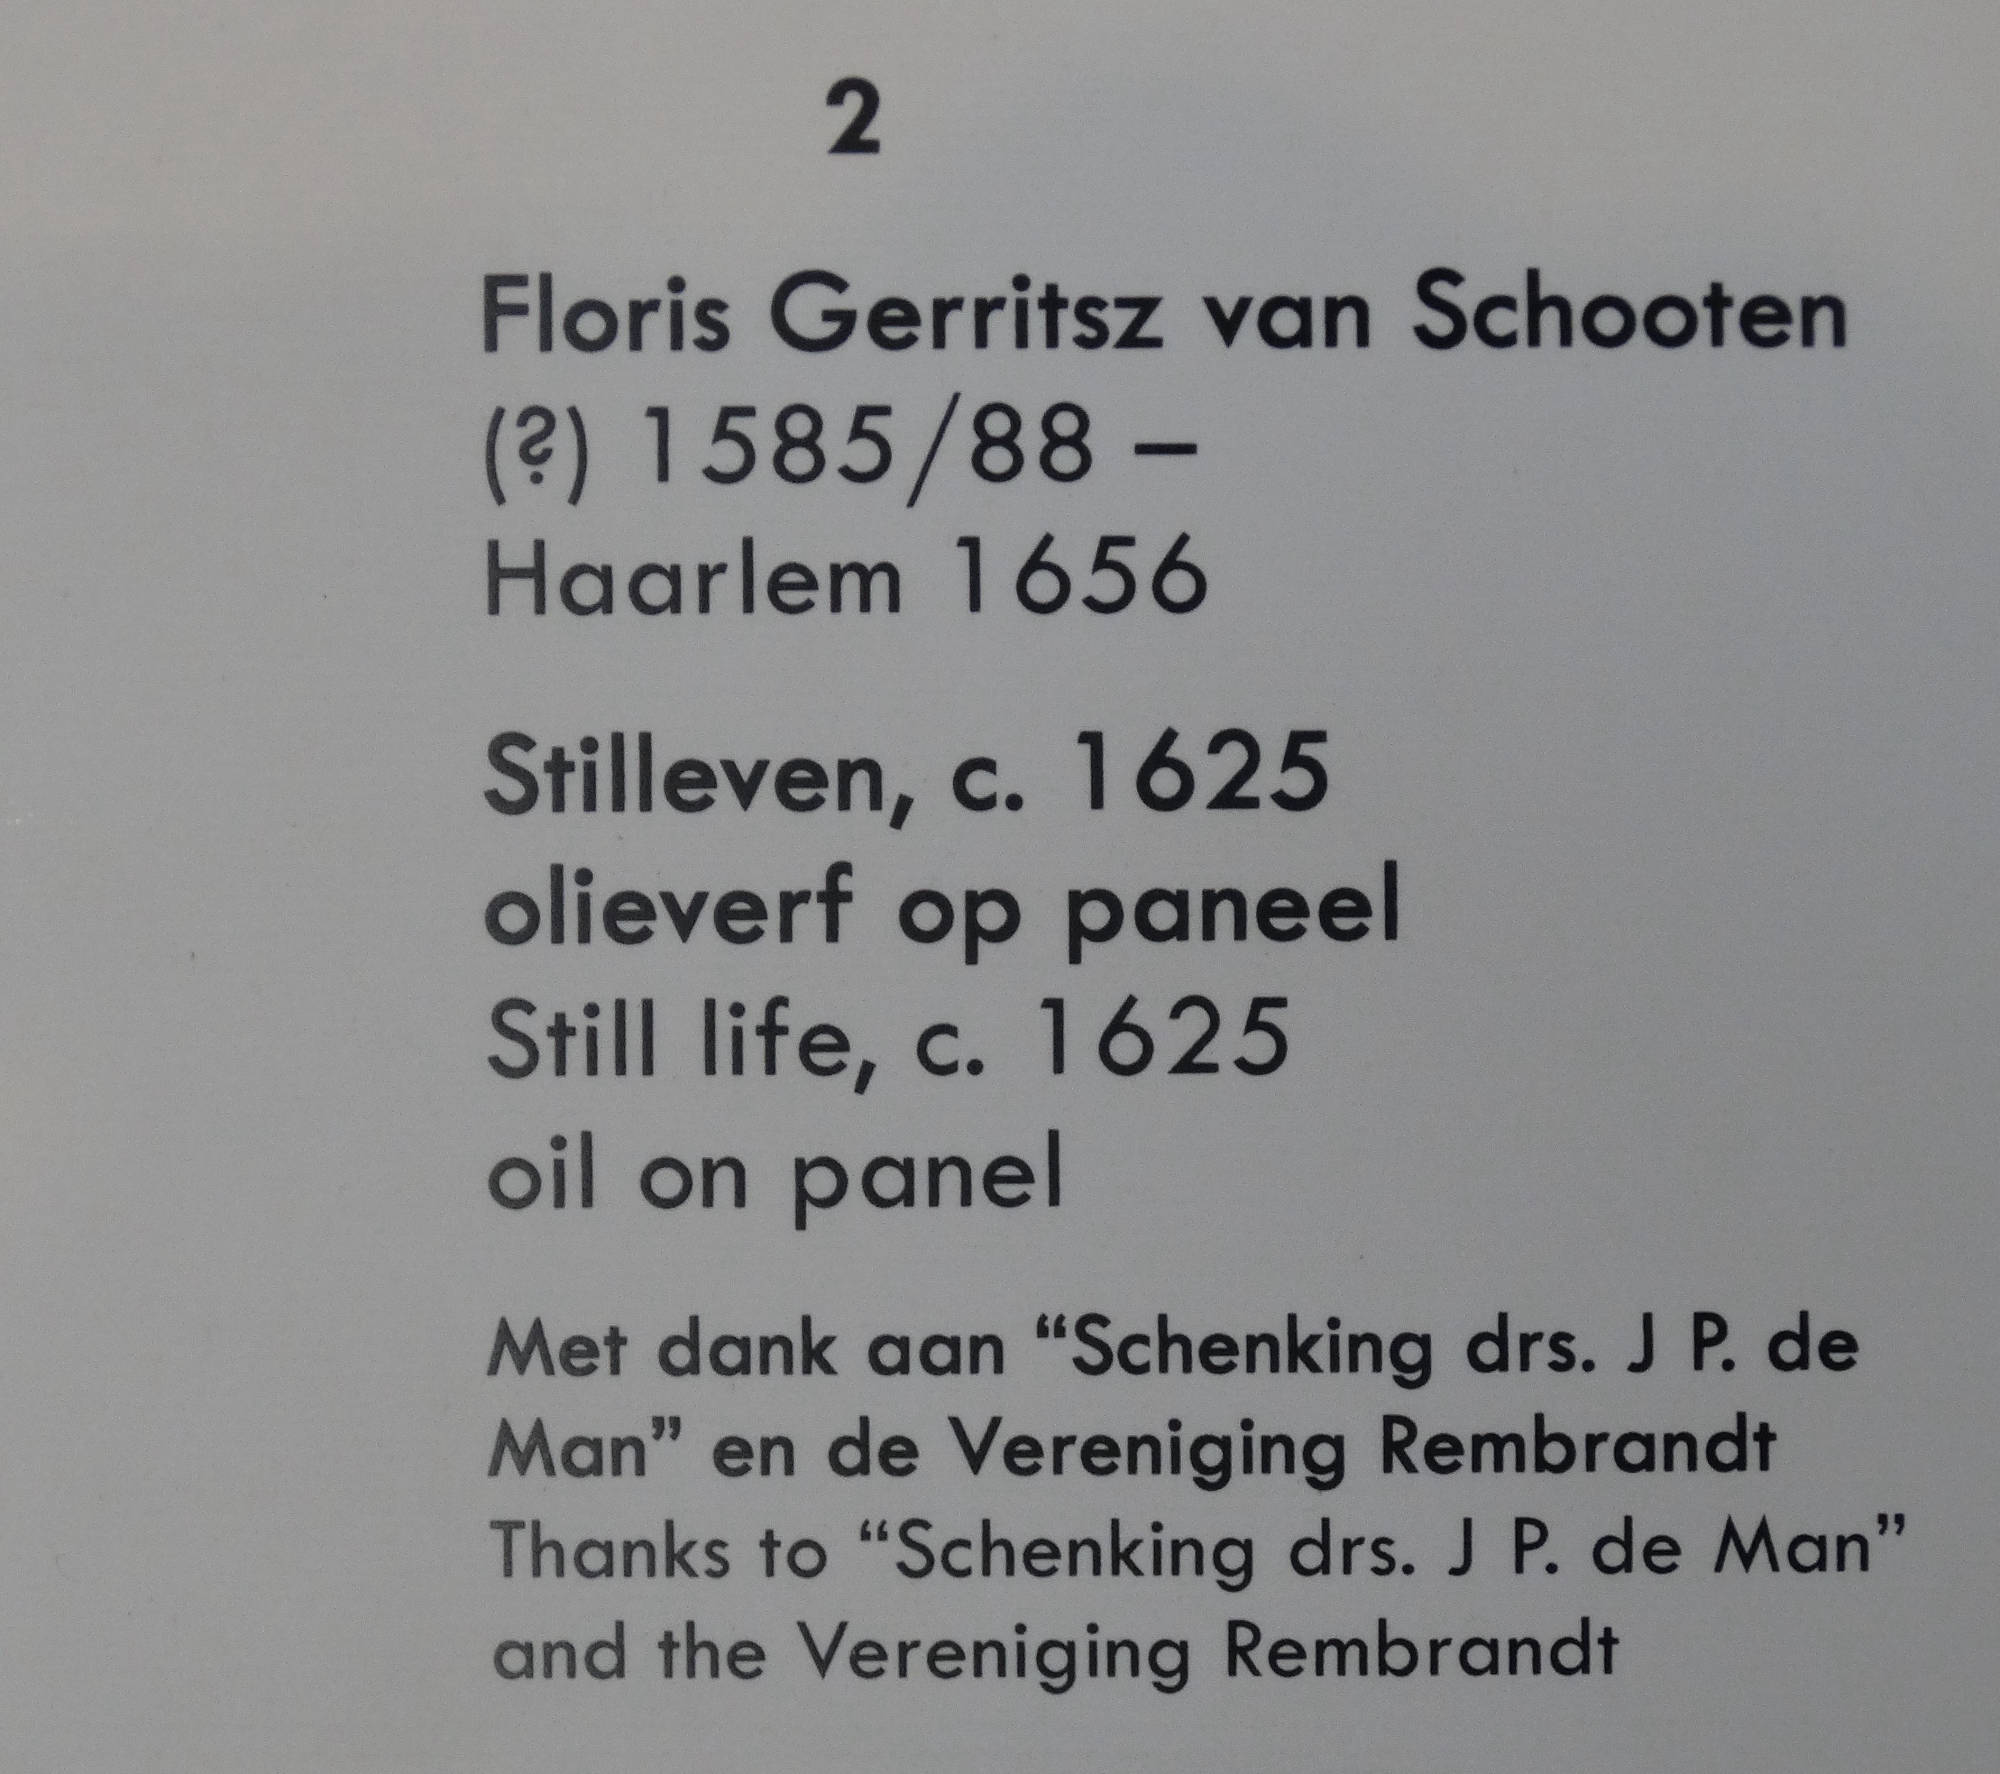 2
Floris Gerritsz van Schooten
(?) 1585/88 –
Haarlem 1656
Stilleven, c. 1625
olieverf op paneel
Still life, c. 1625
oil on panel
Met dank aan “Schenking drs. J P. de
Man” en de Vereniging Rembrandt
Thanks to “Schenking drs. J P. de Man”
and the Vereniging Rembrandt